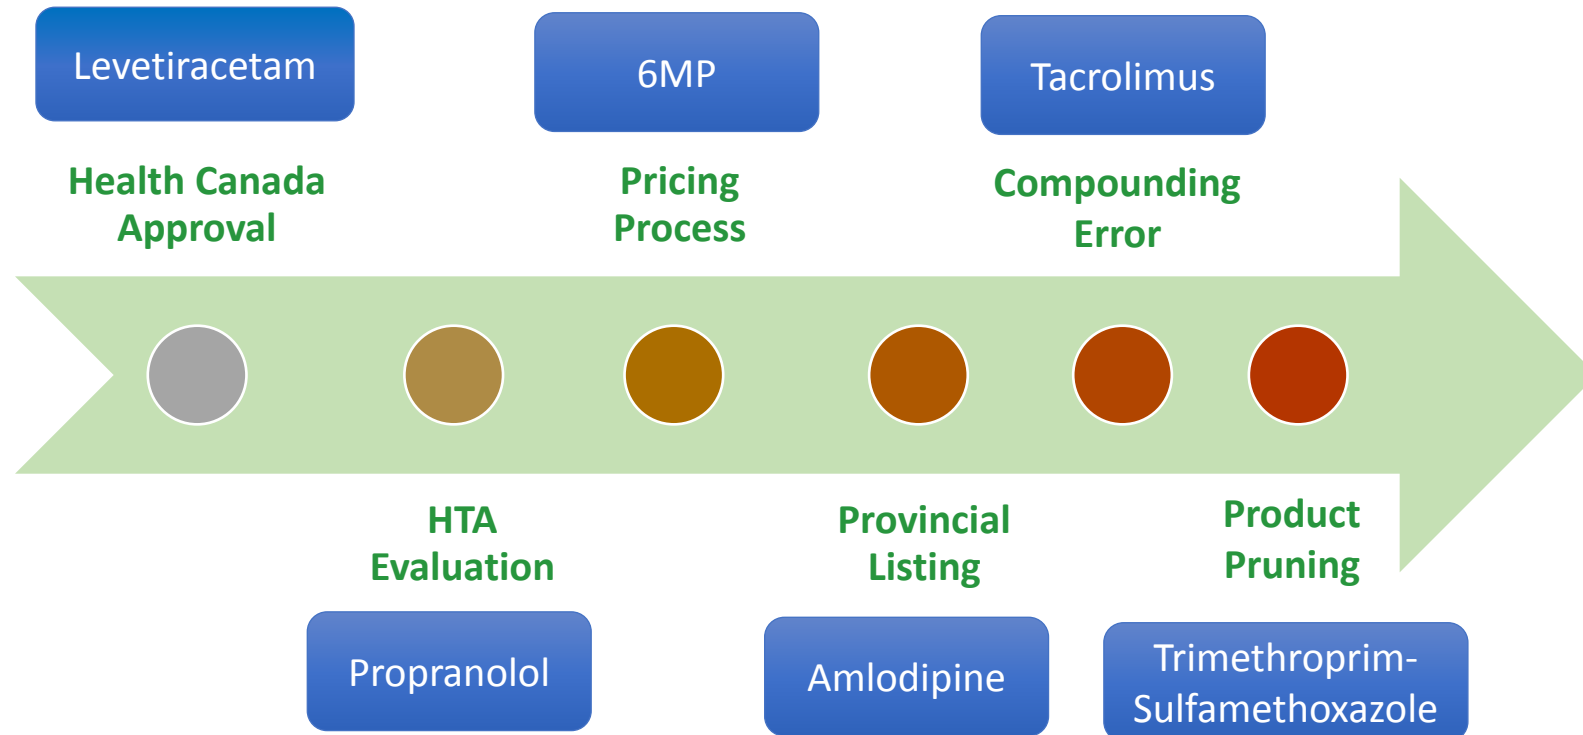 Levetiracetam
6MP
Tacrolimus
Health Canada
Approval
Pricing
Process
Compounding
Error
HTA
Evaluation
Provincial
Listing
Product
Pruning
Propranolol
Amlodipine
Trimethroprim-
Sulfamethoxazole